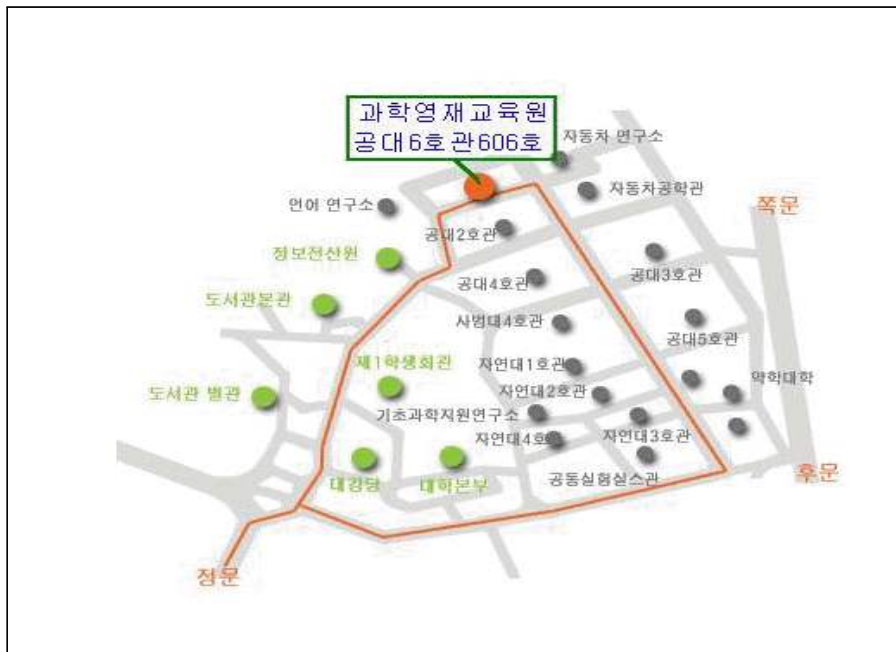 과학영재교육원
공대6호관606호
자동차 연구소
자동차공학관
언어 연구소
쪽문
공대2호관
정보전산원
공대3호관
공대4호관
도서관본관
사범대4호관
공대5호관
제1학생회관
자연대1호관
약학대학
도서관 별관
자연대2호관
기초과학지원연구소
자연대4호
자연대3호관
후문
대강당
대학본부
공동실험실스관
정문